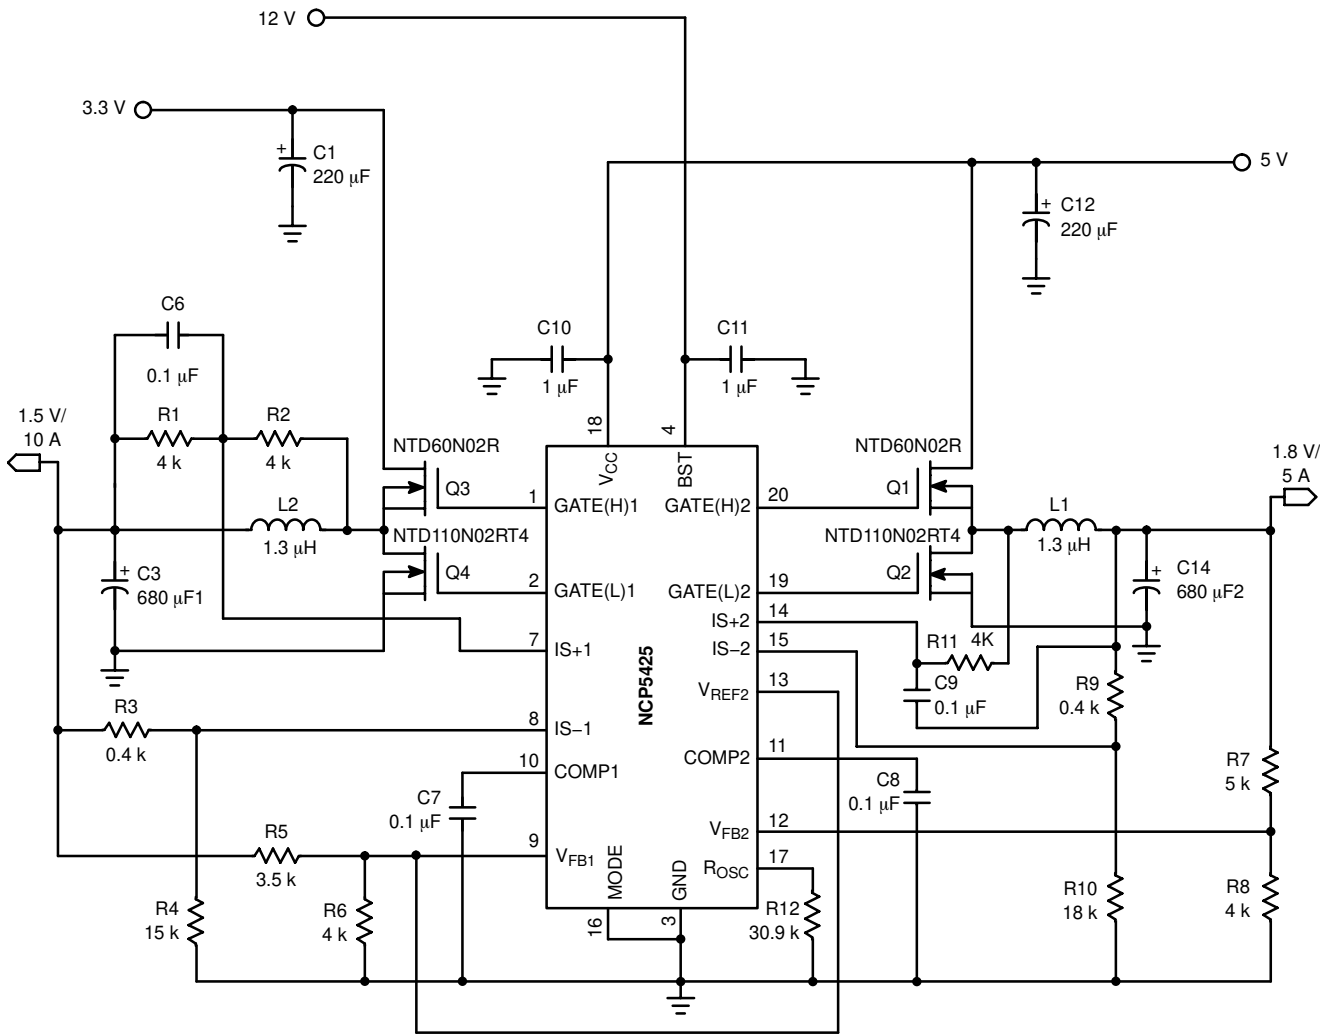 12 V
3.3 V
+
C1
220 μF
5 V
+
C12
220 μF
C6
0.1 μF
C10
1 μF
C11
1 μF
1.5 V/
10 A
R1
4 k
R2
4 k
18
4
NTD60N02R
Q3
VCC
BST
NTD60N02R
Q1
1.8 V/
5 A
1
GATE(H)1
GATE(H)2
20
L2
1.3 μH
L1
1.3 μH
NTD110N02RT4
Q4
NTD110N02RT4
Q2
+
C3
680 μF1
2
GATE(L)1
GATE(L)2
19
+
C14
680 μF2
IS+2
14
7
IS+1
IS−2
15
R11
4K
NCP5425
VREF2
13
C9
0.1 μF
R9
0.4 k
R3
0.4 k
8
IS−1
10
COMP1
COMP2
11
C7
0.1 μF
C8
0.1 μF
R7
5 k
R5
3.5 k
9
VFB1
VFB2
12
MODE
GND
ROSC
17
R4
15 k
R6
4 k
16
3
R12
30.9 k
R10
18 k
R8
4 k